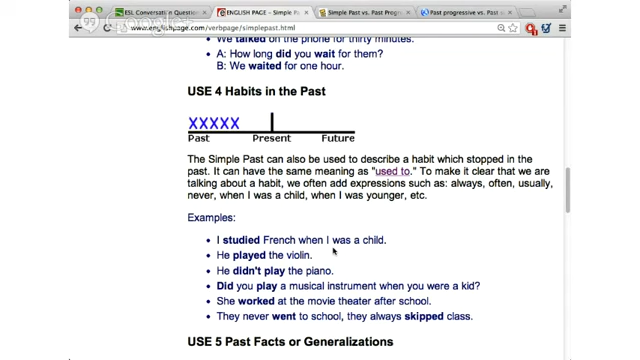 ESL Conversation Question
ENGLISH PAGE - Simple Pa
Simple Past vs. Past Prog
Past progressive vs. Past s
www.englishpage.com/verbpage/simplepast.html
We talked on the phone for thirty minutes.
A: How long did you wait for them?
B: We waited for one hour.
USE 4 Habits in the Past
XXXXX
Past Present Future
The Simple Past can also be used to describe a habit which stopped in the
past. It can have the same meaning as "used to." To make it clear that we are
talking about a habit, we often add expressions such as: always, often, usually,
never, when I was a child, when I was younger, etc.
Examples:
I studied French when I was a child.
He played the violin.
He didn't play the piano.
Did you play a musical instrument when you were a kid?
She worked at the movie theater after school.
They never went to school, they always skipped class.
USE 5 Past Facts or Generalizations